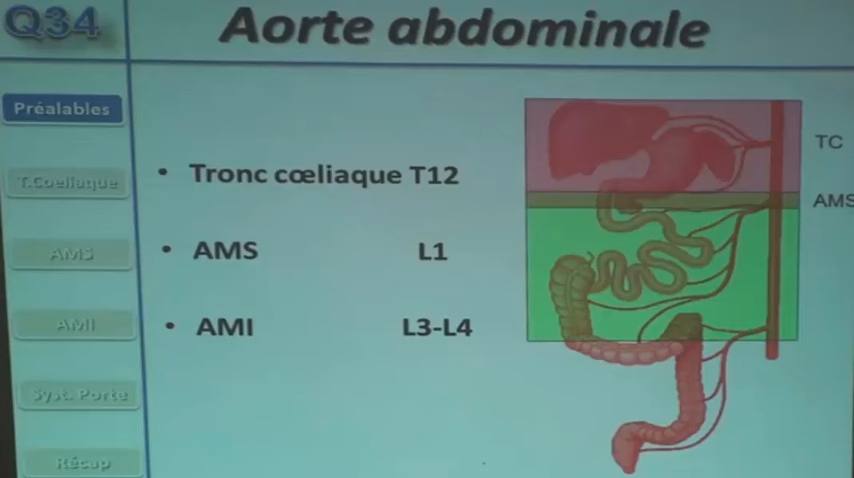 Q34
Aorte abdominale
Préalables
T.Coeliaque
AMS
AMI
Syst. Porte
Récap
• Tronc cœliaque T12
• AMS L1
• AMI L3-L4
TC
AMS